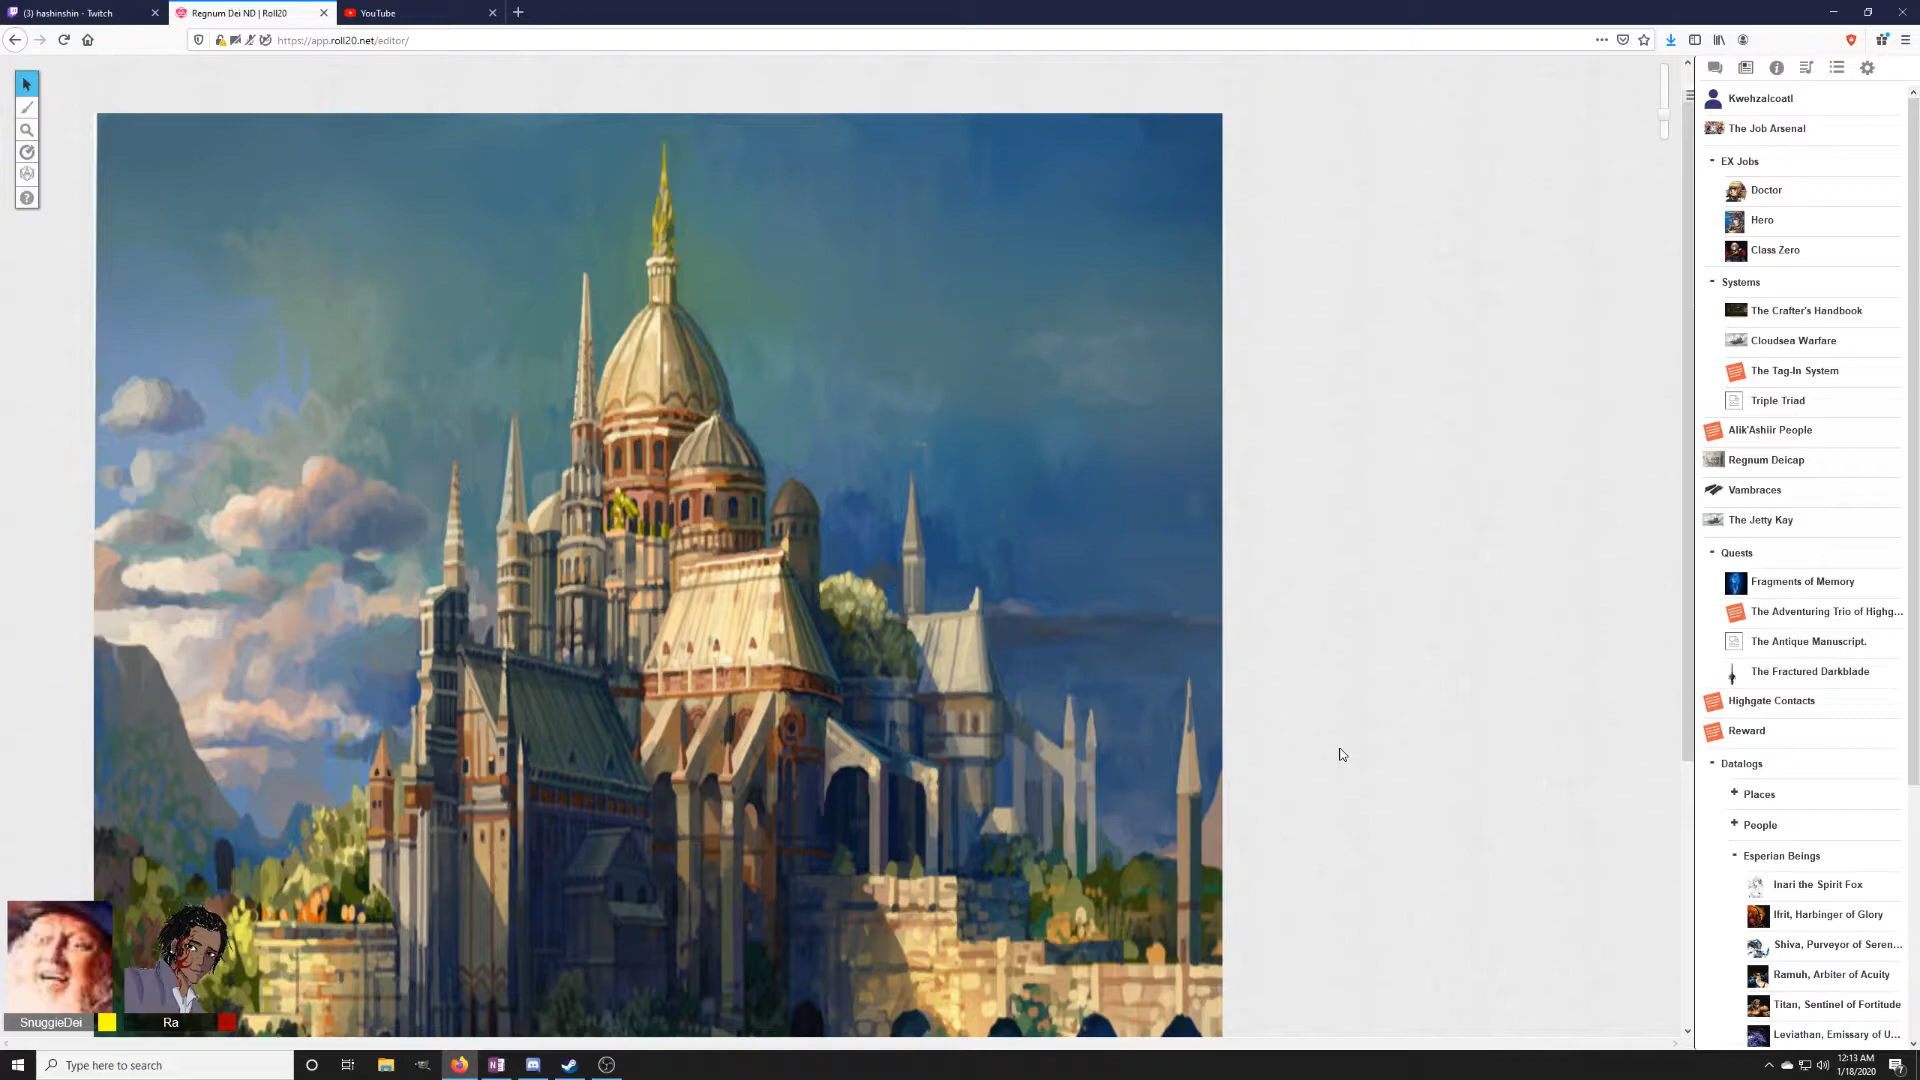 (3) hashinshin - Twitch
Regnum Dei ND | Roll20
YouTube
https://app.roll20.net/editor/
Kwehzalcoatl
The Job Arsenal
EX Jobs
Doctor
Hero
Class Zero
Systems
The Crafter's Handbook
Cloudsea Warfare
The Tag-In System
Triple Triad
Alik'Ashiir People
Regnum Deicap
Vambraces
The Jetty Kay
Quests
Fragments of Memory
The Adventuring Trio of Highg...
The Antique Manuscript.
The Fractured Darkblade
Highgate Contacts
Reward
Datalogs
Places
People
Esperian Beings
Inari the Spirit Fox
Ifrit, Harbinger of Glory
Shiva, Purveyor of Seren...
Ramuh, Arbiter of Acuity
Titan, Sentinel of Fortitude
Leviathan, Emissary of U...
SnuggieDei
Ra
Type here to search
12:13 AM
1/18/2020